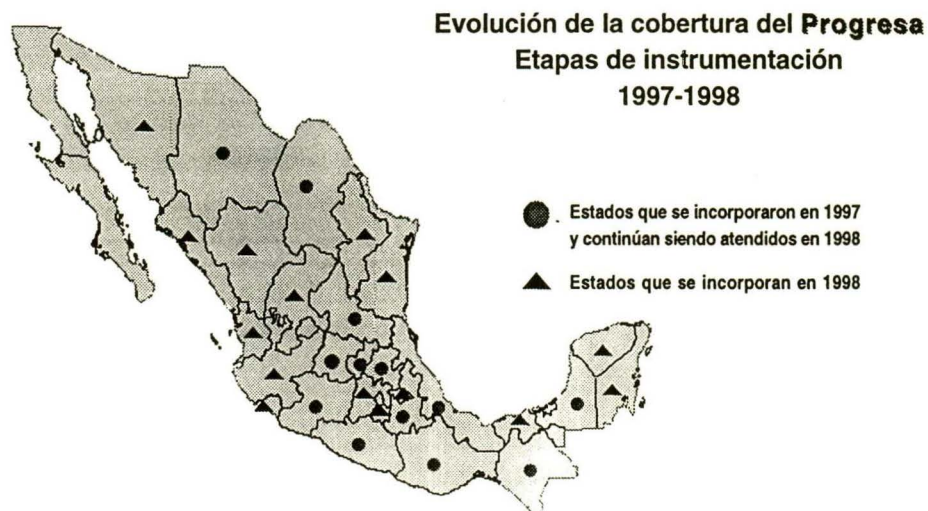 Evolución de la cobertura del Progresa
Etapas de instrumentación
1997-1998
Estados que se incorporaron en 1997
y continúan siendo atendidos en 1998
Estados que se incorporan en 1998